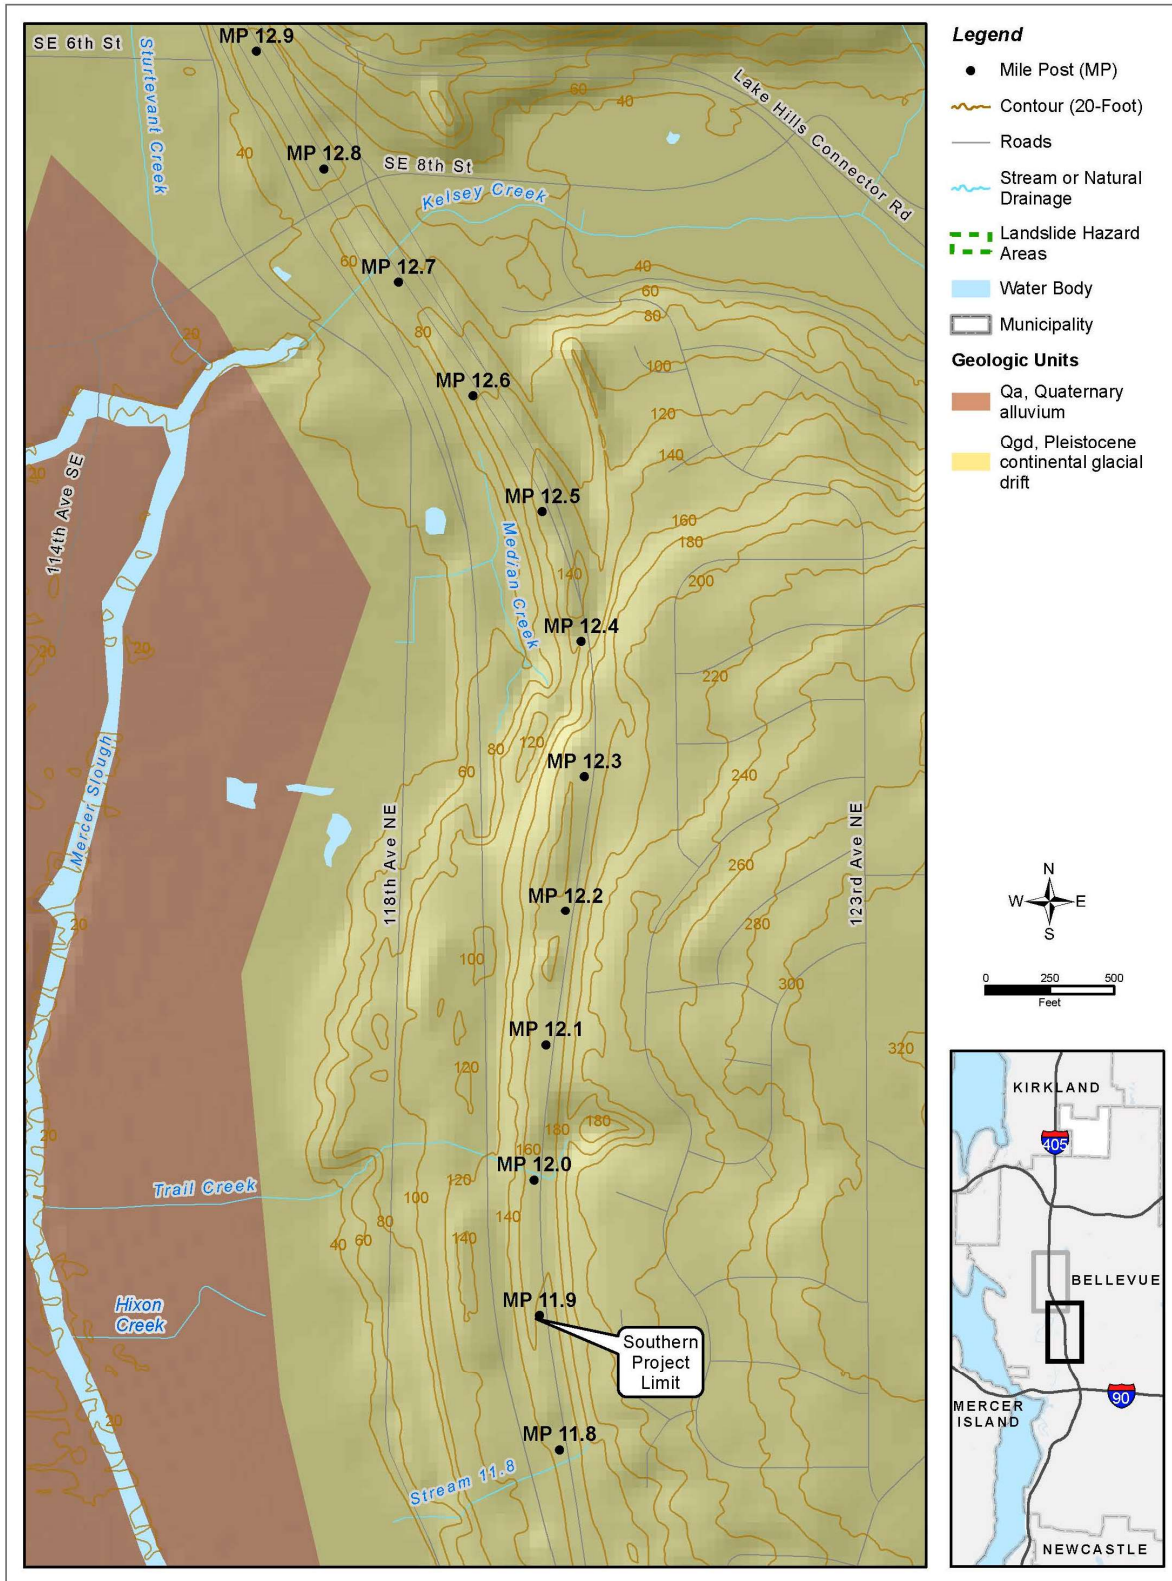 SE 6th St
MP 12.9
Sturtevant Creek
60
40
Lake Hills Connector Rd
40
MP 12.8
SE 8th St
Kelsey Creek
60
MP 12.7
40
60
80
20
80
100
MP 12.6
120
140
20
114th Ave SE
MP 12.5
160
180
Median Creek
140
200
MP 12.4
20
20
220
120
80
60
MP 12.3
240
Mercer Slough
118th Ave NE
123rd Ave NE
260
MP 12.2
20
280
100
300
MP 12.1
320
120
20
180
180
160
MP 12.0
120
Trail Creek
100
80
140
40
60
140
Hixon
Creek
MP 11.9
Southern
Project
Limit
20
MP 11.8
Stream 11.8
Legend
Mile Post (MP)
Contour (20-Foot)
Roads
Stream or Natural
Drainage
Landslide Hazard
Areas
Water Body
Municipality
Geologic Units
Qa, Quaternary
alluvium
Qgd, Pleistocene
continental glacial
drift
N
W
E
S
0
250
500
Feet
KIRKLAND
405
BELLEVUE
MERCER
ISLAND
90
NEWCASTLE